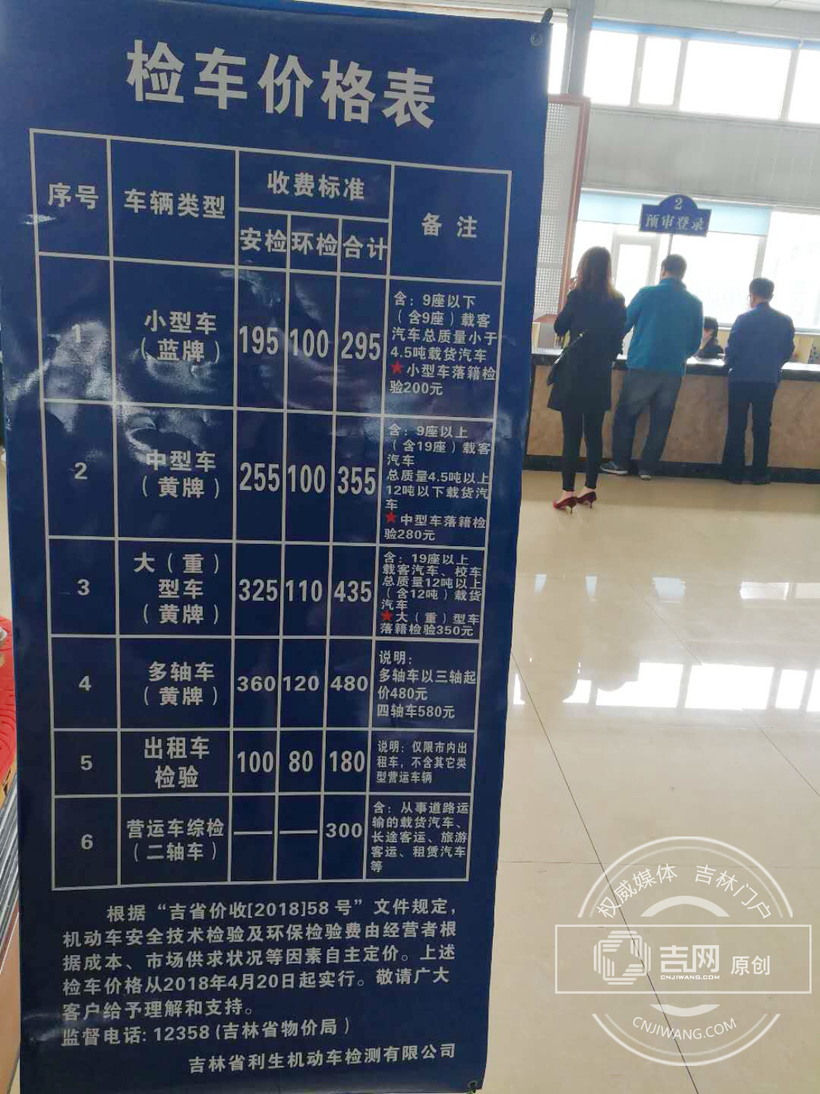 检车价格表
序号
车辆类型
收费标准
安检
环检
合计
备 注
1
小型车
（蓝牌）
195
100
295
含：9座以下
（含9座）载客
汽车总质量小于
4.5吨载货汽车
★小型车落籍检
验200元
2
中型车
（黄牌）
255
100
355
含：9座以上
（含19座）载客
汽车
总质量4.5吨以上
12吨以下载货汽
车
★中型车落籍检
验280元
3
大（重）
型车
（黄牌）
325
110
435
含：19座以上
载客汽车、校车
总质量12吨以上
（含12吨）载货
汽车
★大（重）型车
落籍检验350元
4
多轴车
（黄牌）
360
120
480
说明：
多轴车以三轴起
价480元
四轴车580元
5
出租车
检验
100
80
180
说明：仅限市内出
租车，不含其它类
型营运车辆
6
营运车综检
（二轴车）
——
——
300
含：从事道路运
输的载货汽车、
长途客运、旅游
客运、租赁汽车
等
根据“吉省价收[2018]58号”文件规定，
机动车安全技术检验及环保检验费由经营者根
据成本、市场供求状况等因素自主定价。上述
检车价格从2018年4月20日起实行。敬请广大
客户给予理解和支持。
监督电话: 12358 (吉林省物价局)
吉林省利生机动车检测有限公司
2
预审登录
权威媒体 吉林门户
吉网
CNJIWANG.COM
原创
CNJIWANG.COM